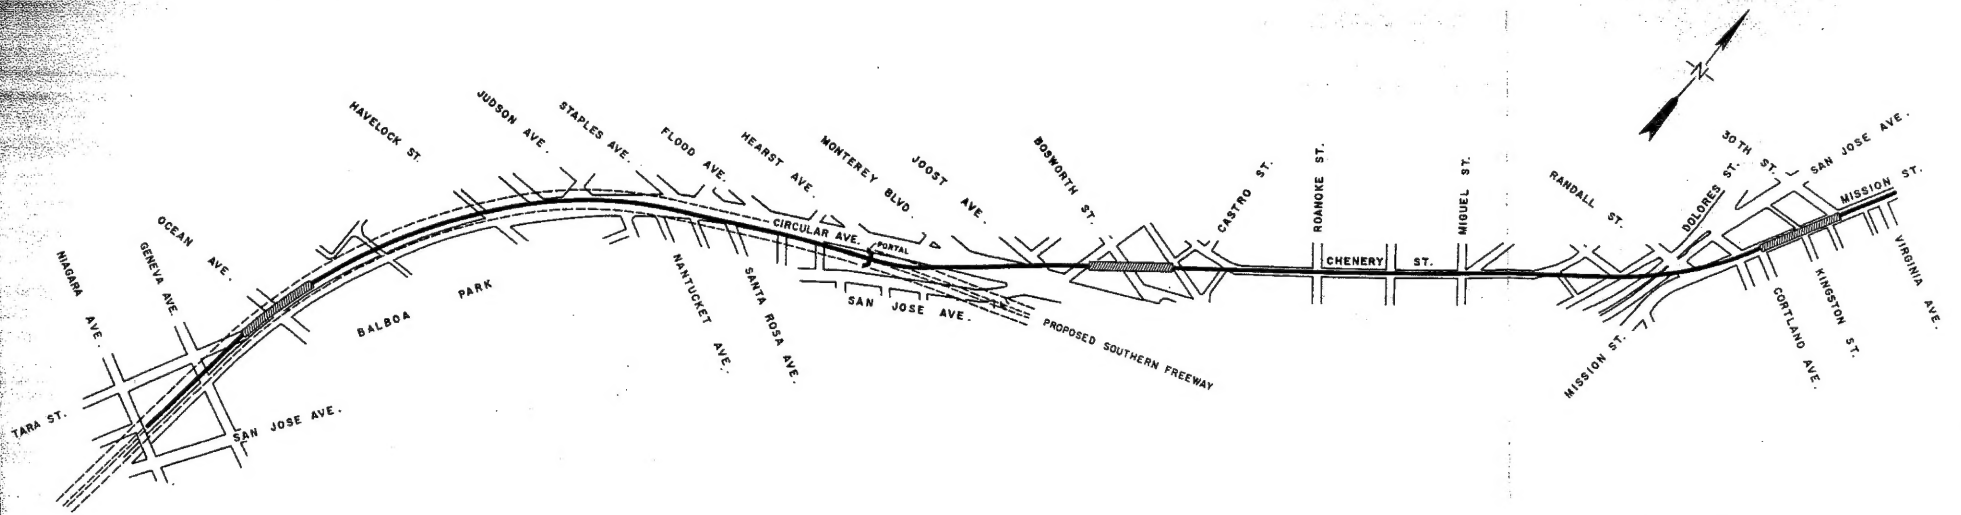 N
HAVELOCK ST.
JUDSON AVE.
STAPLES AVE.
FLOOD AVE.
HEARST AVE.
MONTEREY BLVD.
JOOST AVE.
BOSWORTH ST.
CASTRO ST.
ROANOKE ST.
MIGUEL ST.
RANDALL ST.
DOLORES ST.
30TH ST.
SAN JOSE AVE.
MISSION ST.
OCEAN AVE.
GENEVA AVE.
NIAGARA AVE.
CIRCULAR AVE.
PORTAL
CHENERY ST.
PARK
BALBOA
NANTUCKET AVE.
SANTA ROSA AVE.
SAN JOSE AVE.
PROPOSED SOUTHERN FREEWAY
MISSION ST.
CORTLAND AVE.
KINGSTON ST.
VIRGINIA AVE.
TARA ST.
SAN JOSE AVE.